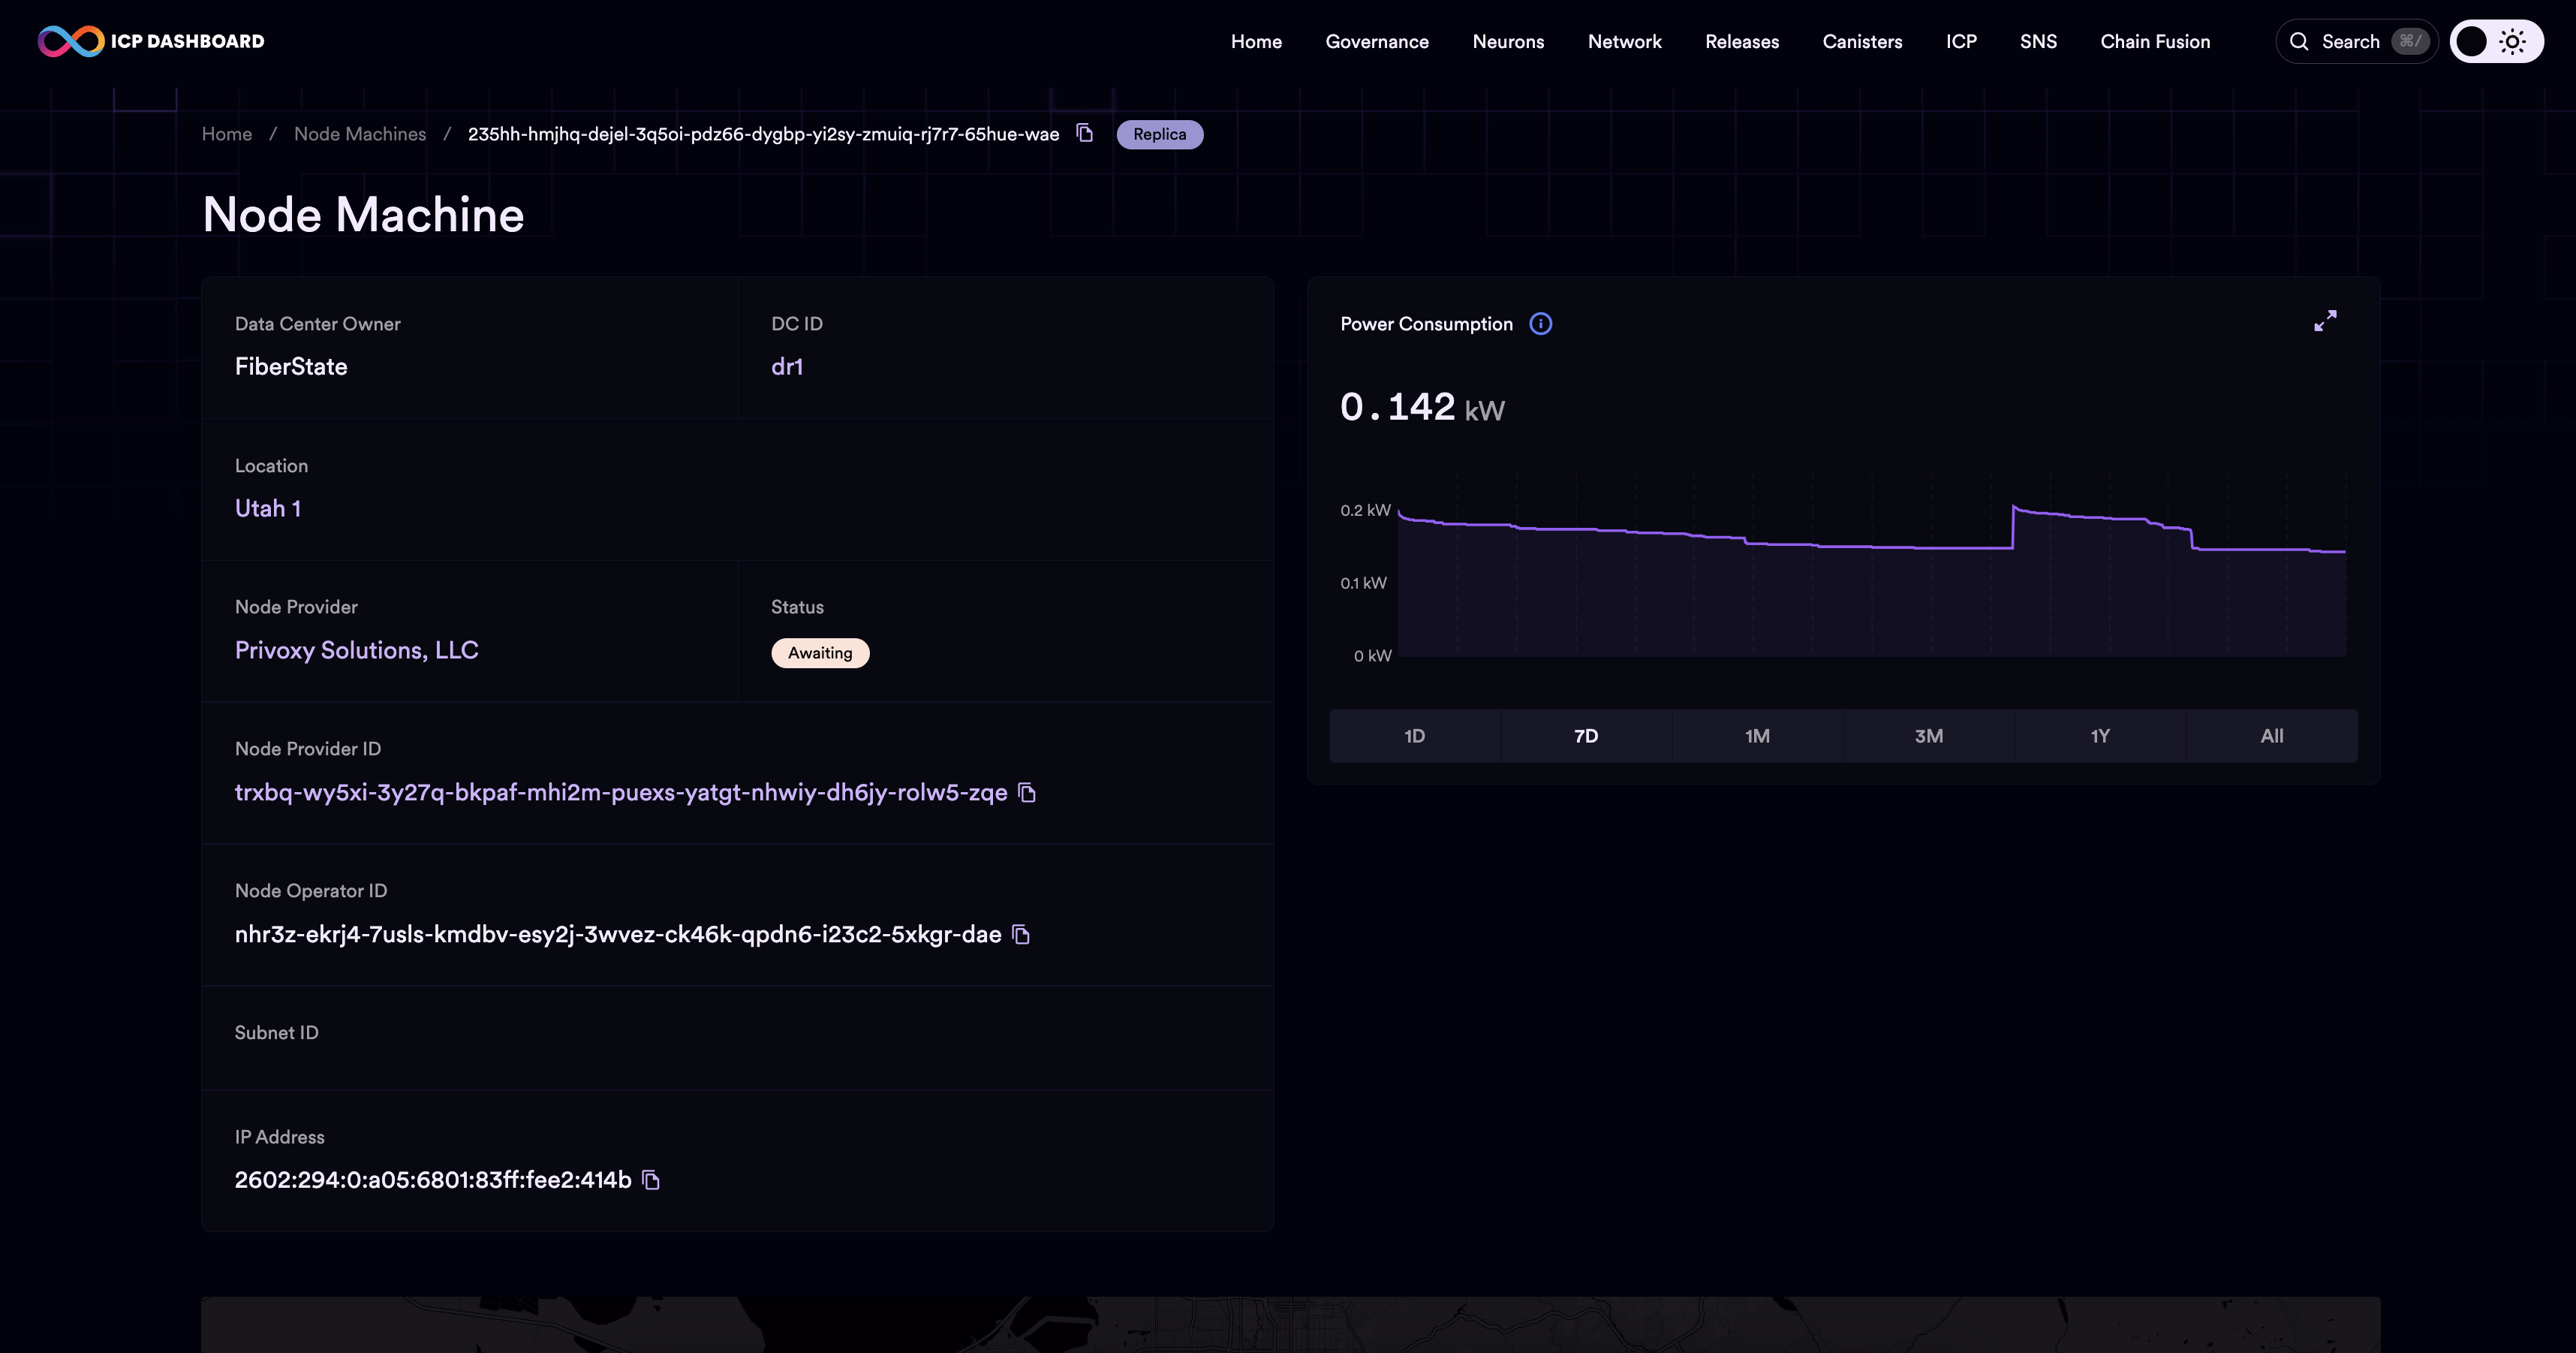 ICP DASHBOARD
Home Governance Neurons Network Releases Canisters ICP SNS Chain Fusion Search ⌘/
Home / Node Machines / 235hh-hmjhq-dejel-3q5oi-pdz66-dygbp-yi2sy-zmuiq-rj7r7-65hue-wae Replica
Node Machine
Data Center Owner
FiberState
DC ID
dr1
Location
Utah 1
Node Provider
Privoxy Solutions, LLC
Status
Awaiting
Node Provider ID
trxbq-wy5xi-3y27q-bkpaf-mhi2m-puexs-yatgt-nhwiy-dh6jy-rolw5-zqe
Node Operator ID
nhr3z-ekrj4-7usls-kmdbv-esy2j-3wvez-ck46k-qpdn6-i23c2-5xkgr-dae
Subnet ID
IP Address
2602:294:0:a05:6801:83ff:fee2:414b
Power Consumption
0.142 kW
0.2 kW
0.1 kW
0 kW
1D 7D 1M 3M 1Y All